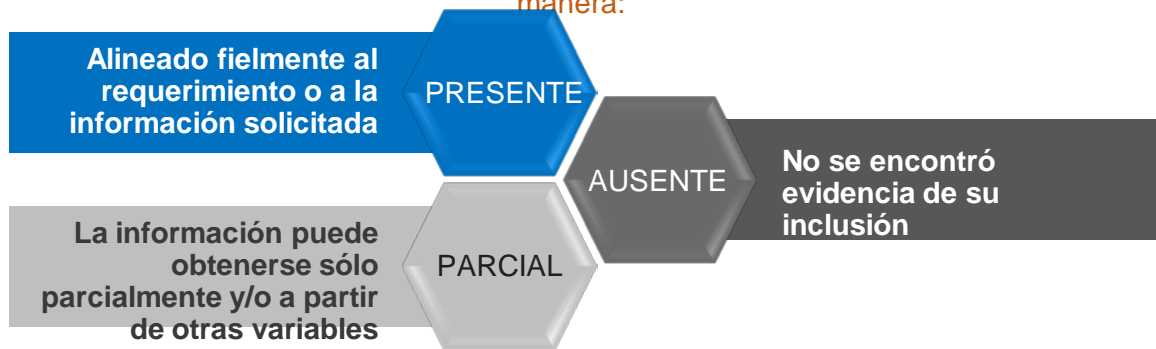 manera:
Alineado fielmente al
requerimiento o a la
información solicitada
PRESENTE
AUSENTE
No se encontró
evidencia de su
inclusión
La información puede
obtenerse sólo
parcialmente y/o a partir
de otras variables
PARCIAL